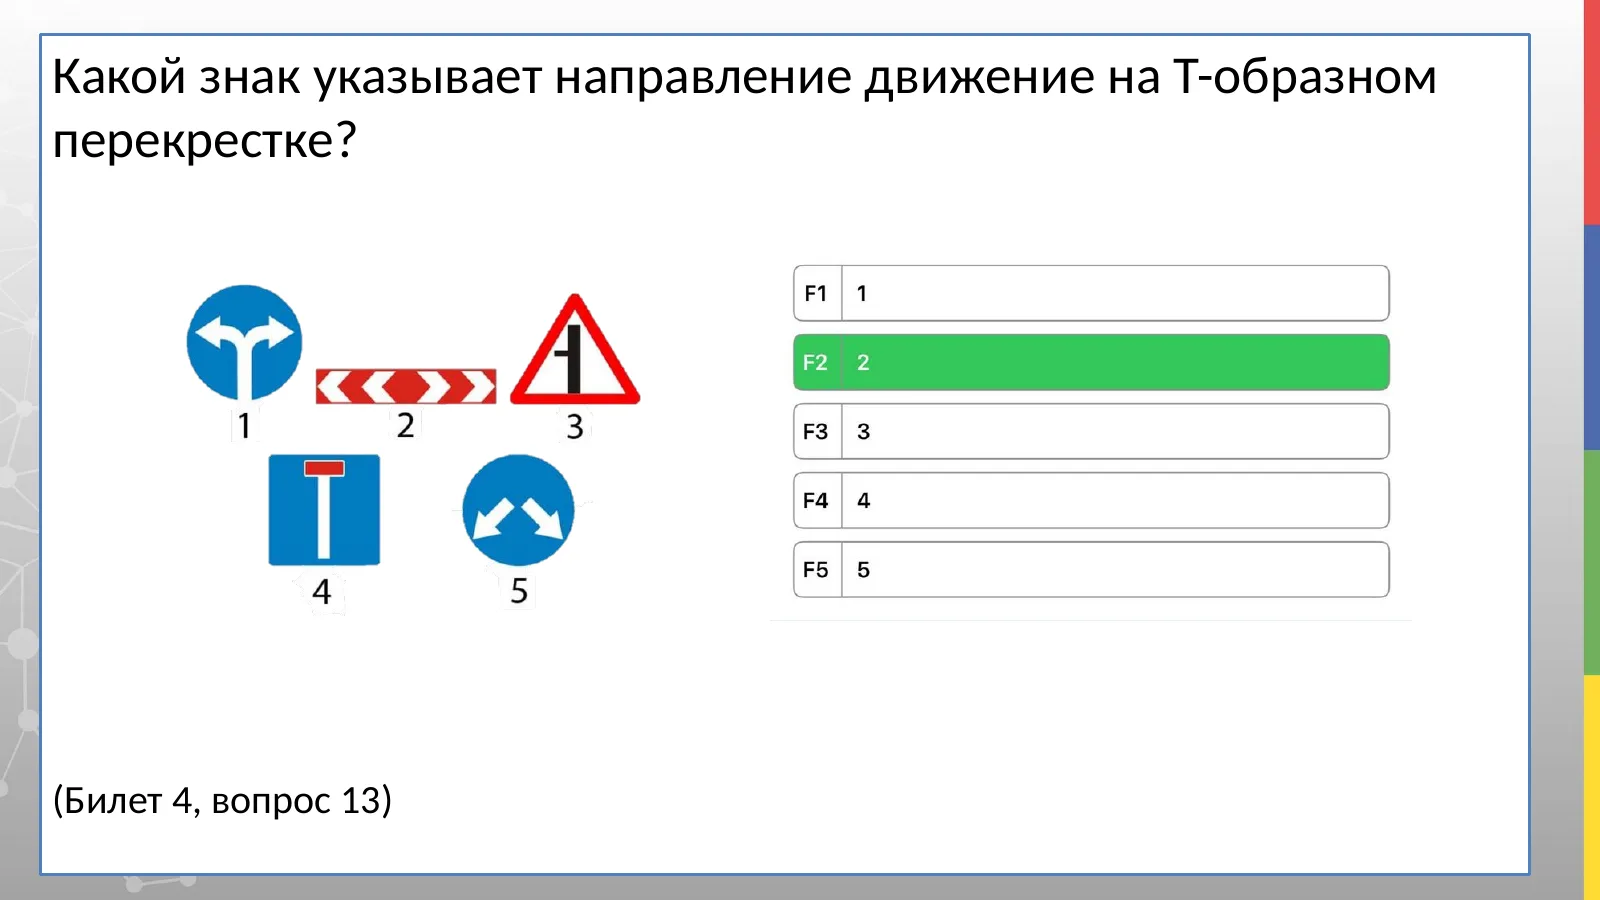 Какой знак указывает направление движение на Т-образном
перекрестке?
1
2
3
4
5
F1 1
F2 2
F3 3
F4 4
F5 5
(Билет 4, вопрос 13)